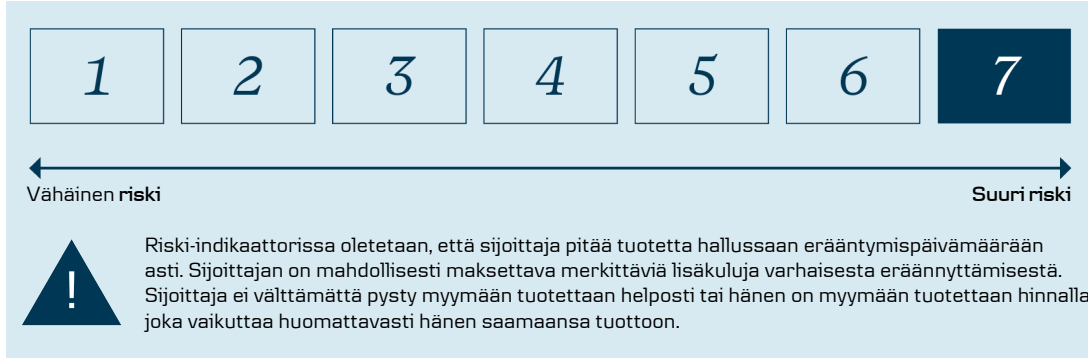 1 2 3 4 5 6 7
Vähäinen riski Suuri riski
!
Riski-indikaattorissa oletetaan, että sijoittaja pitää tuotetta hallussaan erääntymispäivämäärään
asti. Sijoittajan on mahdollisesti maksettava merkittäviä lisäkuluja varhaisesta eräännyttämisestä.
Sijoittaja ei välttämättä pysty myymään tuotettaan helposti tai hänen on myymään tuotettaan hinnalla
joka vaikuttaa huomattavasti hänen saamaansa tuottoon.